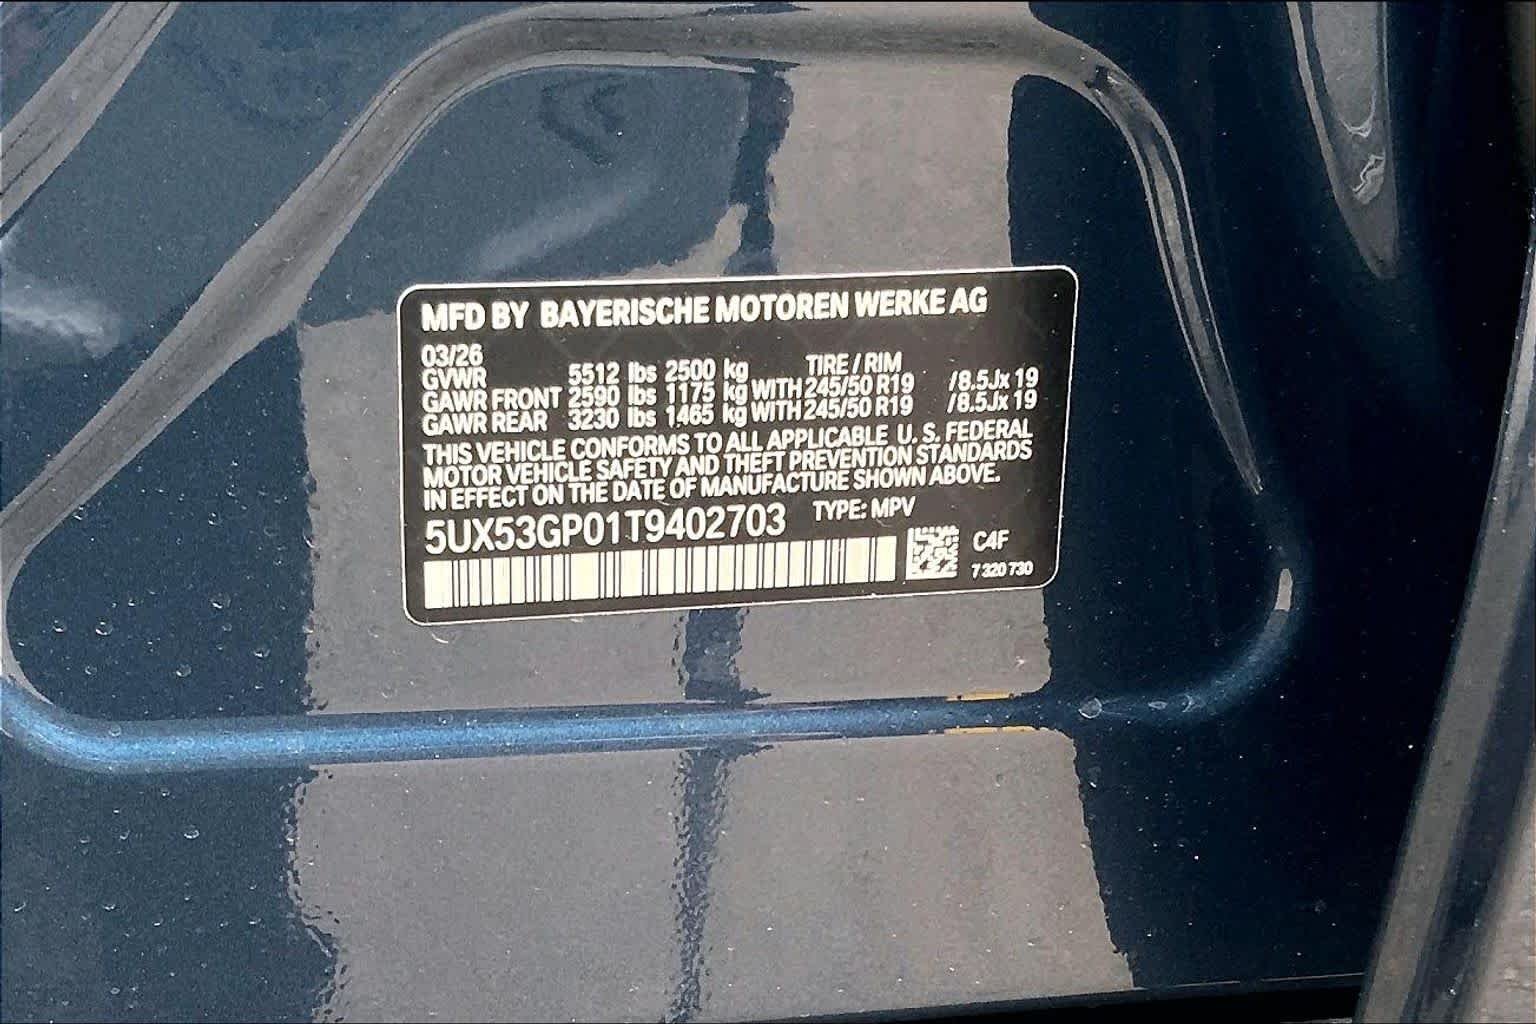 MFD BY BAYERISCHE MOTOREN WERKE AG
03/26
GVWR 5512 lbs 2500 kg TIRE / RIM
GAWR FRONT 2590 lbs 1175 kg WITH 245/50 R19 /8.5Jx 19
GAWR REAR 3230 lbs 1465 kg WITH 245/50 R19 /8.5Jx 19
THIS VEHICLE CONFORMS TO ALL APPLICABLE U. S. FEDERAL
MOTOR VEHICLE SAFETY AND THEFT PREVENTION STANDARDS
IN EFFECT ON THE DATE OF MANUFACTURE SHOWN ABOVE.
5UX53GP01T9402703 TYPE: MPV
C4F
7 320 730